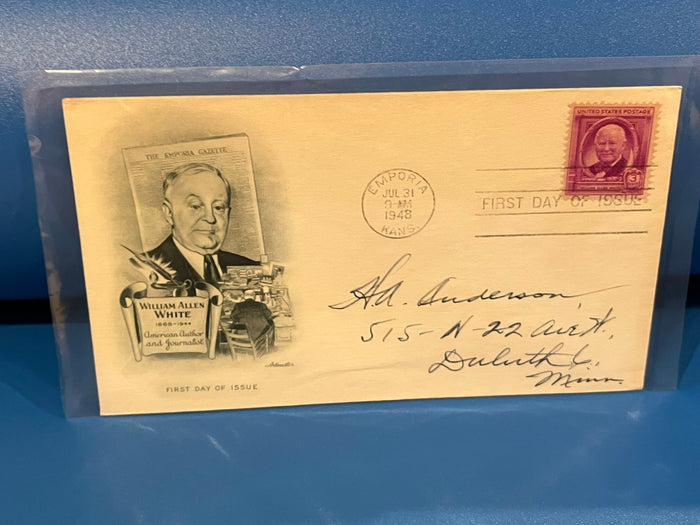 THE EMPORIA GAZETTE
WILLIAM ALLEN
WHITE
1868-1944
American Author
and Journalist
Artcraft
FIRST DAY OF ISSUE
EMPORIA
JUL 31
9-AM
1948
KANS.
UNITED STATES POSTAGE
3¢
FIRST DAY OF ISSUE
H.A. Anderson,
515-N-22 Ave W.
Duluth 6,
Minn.